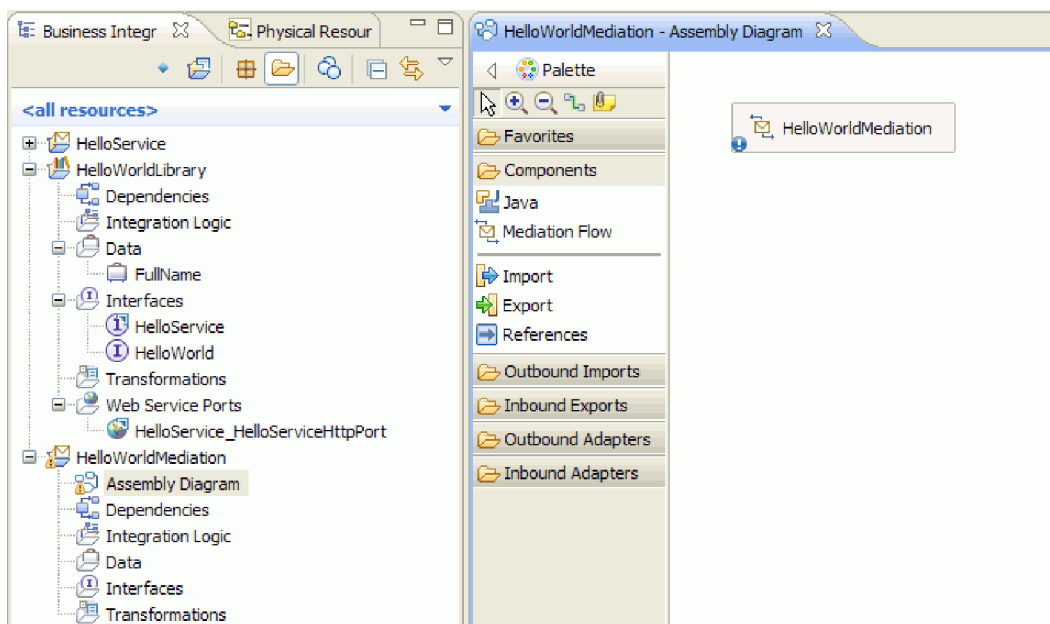 Business Integr
Physical Resour
<all resources>
HelloService
HelloWorldLibrary
Dependencies
Integration Logic
Data
FullName
Interfaces
HelloService
HelloWorld
Transformations
Web Service Ports
HelloService_HelloServiceHttpPort
HelloWorldMediation
Assembly Diagram
Dependencies
Integration Logic
Data
Interfaces
Transformations
HelloWorldMediation - Assembly Diagram
Palette
Favorites
Components
Java
Mediation Flow
Import
Export
References
Outbound Imports
Inbound Exports
Outbound Adapters
Inbound Adapters
HelloWorldMediation